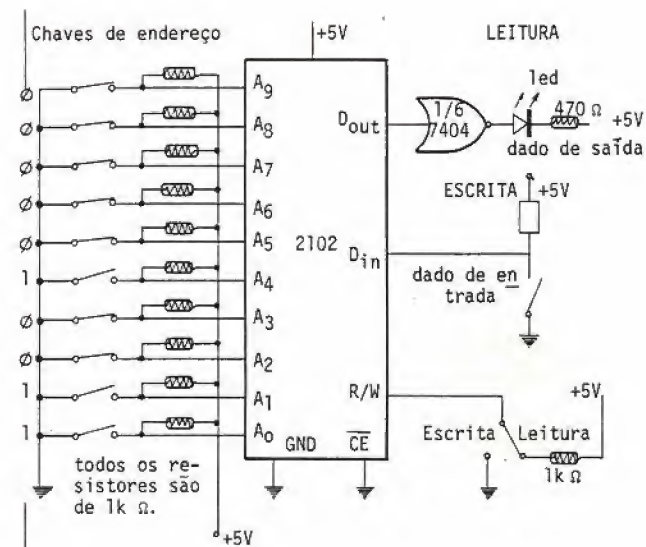 Chaves de endereço
+5V
LEITURA
led
1/6
7404
470 Ω
+5V
dado de saída
Dout
ESCRITA
+5V
Ø
A9
Ø
A8
Ø
A7
Ø
A6
Ø
A5
1
A4
Ø
A3
Ø
A2
1
A1
1
A0
2102
Din
dado de en
trada
R/W
+5V
Escrita
Leitura
1k Ω
GND
CE
todos os re-
sistores são
de 1k Ω.
+5V